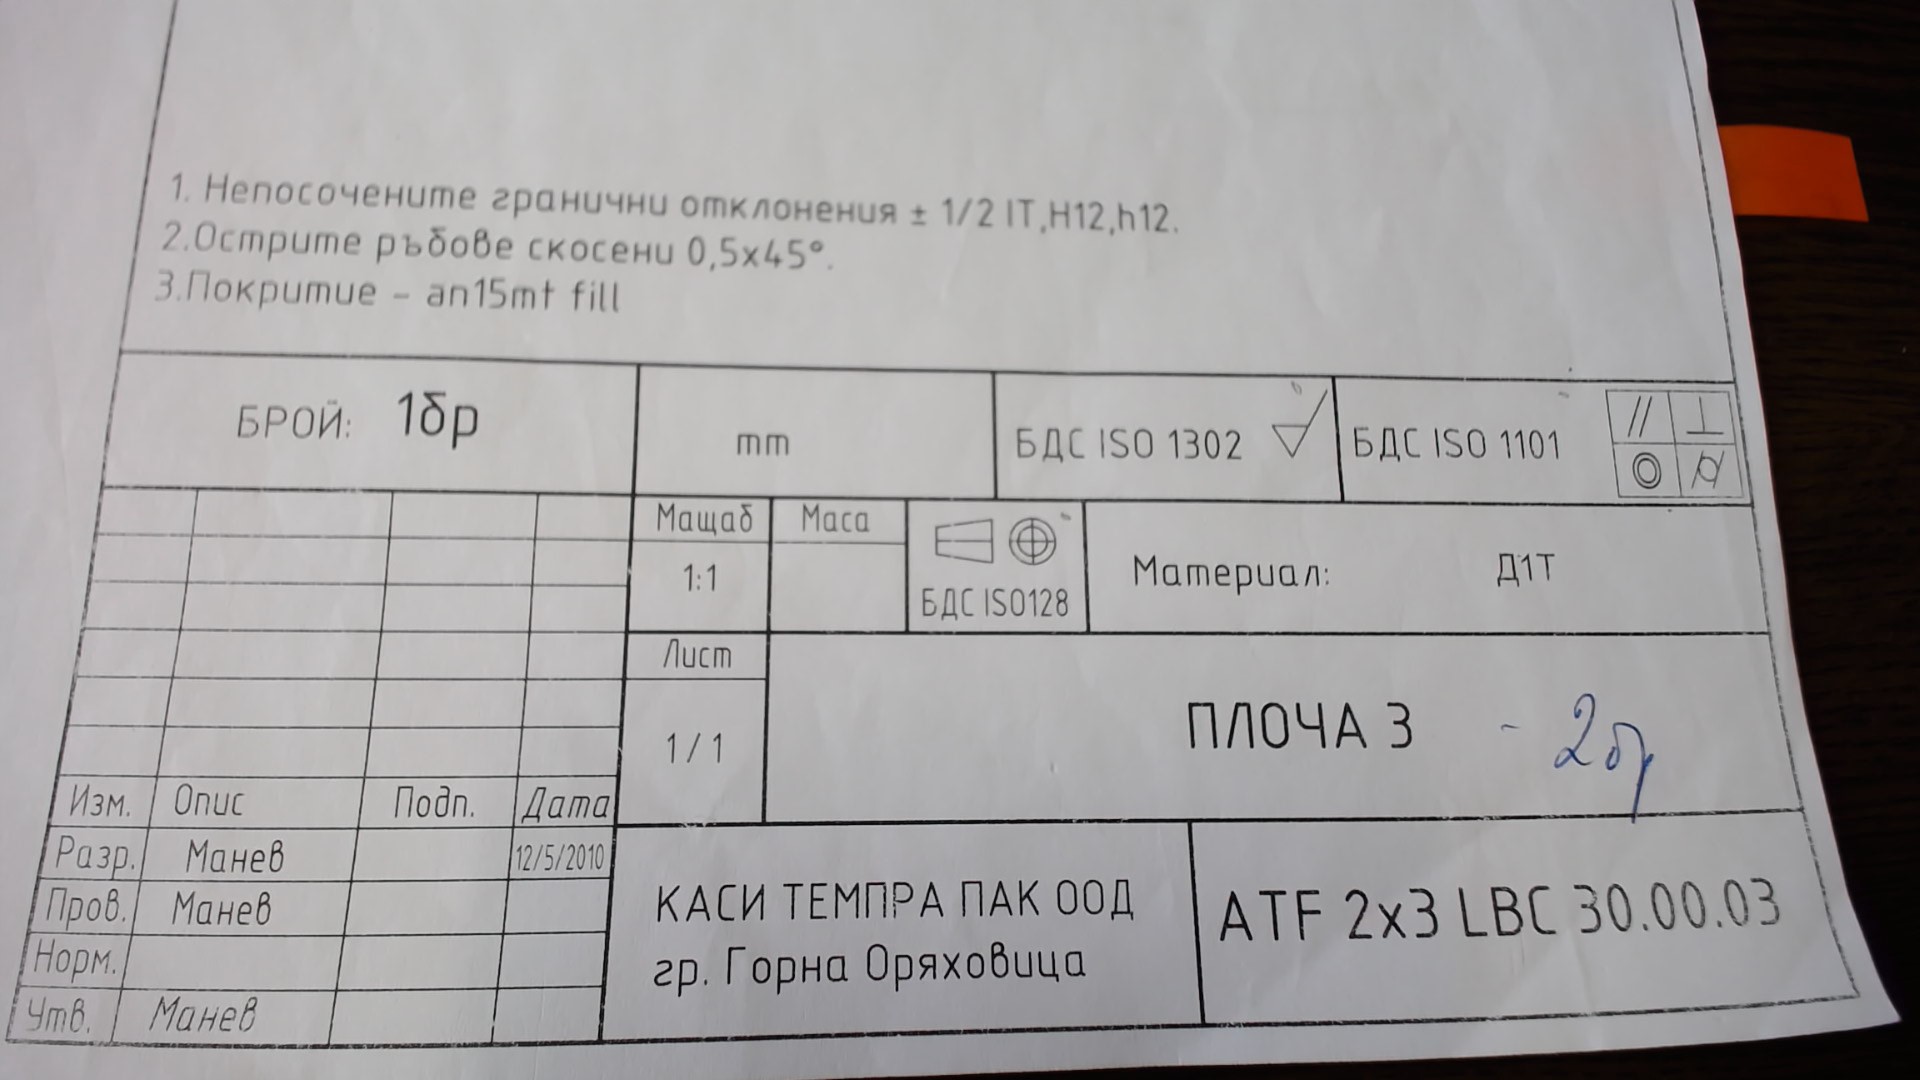 1. Непосочените гранични отклонения ± 1/2 IT,H12,h12.
2.Острите ръбове скосени 0,5x45°.
3.Покритие - an15mt fill
БРОЙ: 1бр
mm
БДС ISO 1302
БДС ISO 1101
Мащаб
Маса
1:1
БДС ISO128
Материал: Д1Т
Лист
1 / 1
ПЛОЧА 3 - 2бр
Изм. Опис Подп. Дата
Разр. Манев 12/5/2010
Пров. Манев
Норм.
Утв. Манев
КАСИ ТЕМПРА ПАК ООД
гр. Горна Оряховица
ATF 2x3 LBC 30.00.03